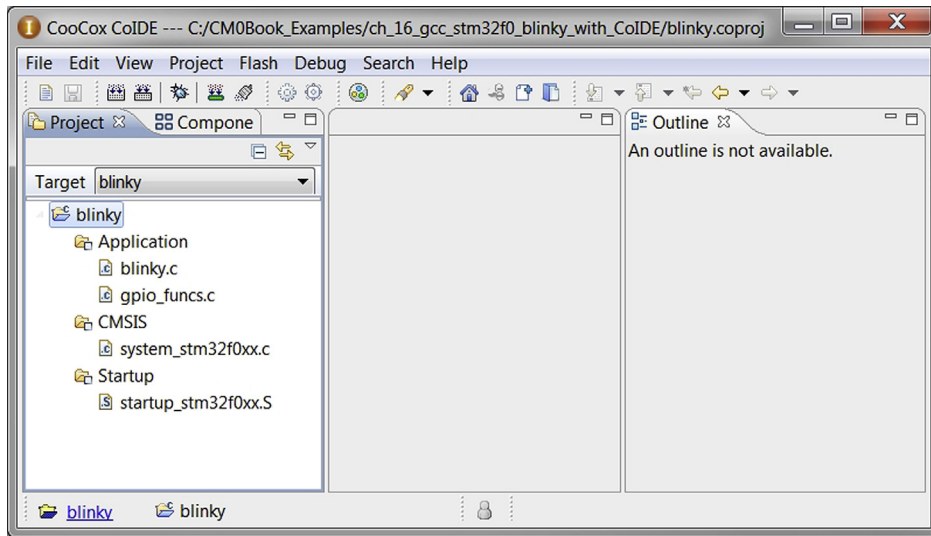 CooCox CoIDE --- C:/CM0Book_Examples/ch_16_gcc_stm32f0_blinky_with_CoIDE/blinky.coproj
File Edit View Project Flash Debug Search Help
Project Compone Outline
An outline is not available.
Target blinky
blinky
Application
blinky.c
gpio_funcs.c
CMSIS
system_stm32f0xx.c
Startup
startup_stm32f0xx.S
blinky blinky